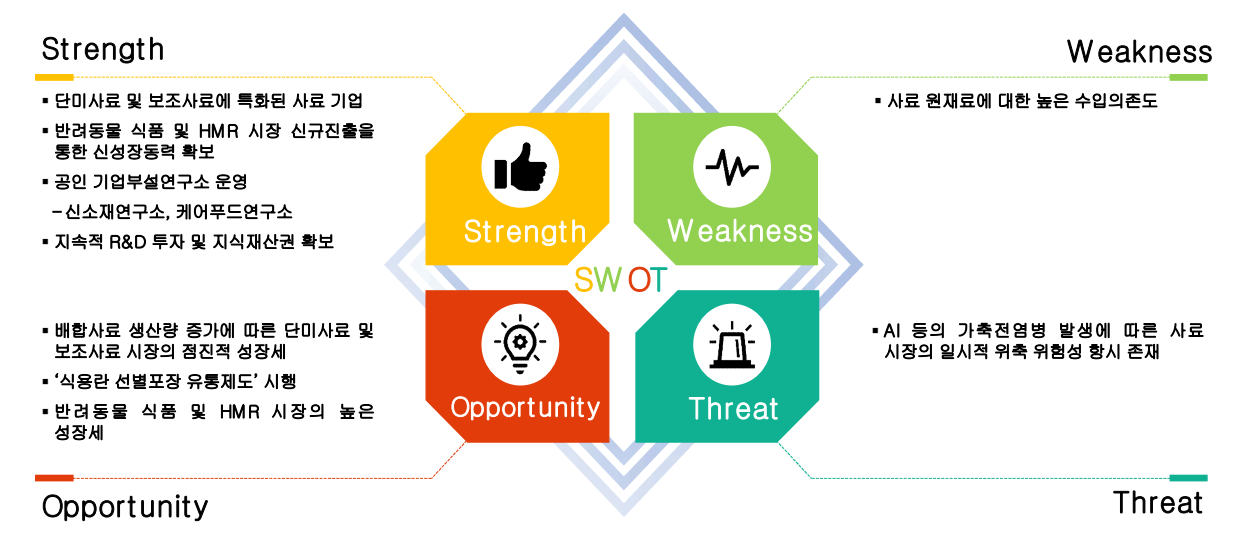 Strength
▪ 단미사료 및 보조사료에 특화된 사료 기업
▪ 반려동물 식품 및 HMR 시장 신규진출을
통한 신성장동력 확보
▪ 공인 기업부설연구소 운영
–신소재연구소, 케어푸드연구소
▪ 지속적 R&D 투자 및 지식재산권 확보
Weakness
▪ 사료 원재료에 대한 높은 수입의존도
Strength
Weakness
SWOT
Opportunity
Threat
▪ 배합사료 생산량 증가에 따른 단미사료 및
보조사료 시장의 점진적 성장세
▪ ‘식용란 선별포장 유통제도’ 시행
▪ 반려동물 식품 및 HMR 시장의 높은
성장세
Opportunity
▪ AI 등의 가축전염병 발생에 따른 사료
시장의 일시적 위축 위험성 항시 존재
Threat